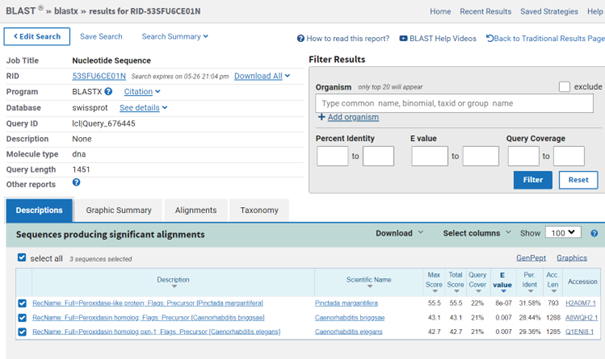 BLAST ® » blastx » results for RID-53SFU6CE01N
Home Recent Results Saved Strategies Help
< Edit Search Save Search Search Summary
How to read this report? BLAST Help Videos Back to Traditional Results Page
Job Title Nucleotide Sequence
RID 53SFU6CE01N Search expires on 05-26 21:04 pm Download All
Program BLASTX Citation
Database swissprot See details
Query ID lcl|Query_676445
Description None
Molecule type dna
Query Length 1451
Other reports
Filter Results
Organism only top 20 will appear exclude
Type common name, binomial, taxid or group name
+ Add organism
Percent Identity E value Query Coverage
to to to
Filter Reset
Descriptions Graphic Summary Alignments Taxonomy
Sequences producing significant alignments Download Select columns Show 100
select all 3 sequences selected GenPept Graphics
Description Scientific Name Max Score Total Score Query Cover E value Per. Ident Acc. Len Accession
RecName: Full=Peroxidase-like protein; Flags: Precursor [Pinctada margaritifera] Pinctada margaritifera 55.5 55.5 22% 8e-07 31.58% 793 H2A0M7.1
RecName: Full=Peroxidasin homolog; Flags: Precursor [Caenorhabditis briggsae] Caenorhabditis briggsae 43.1 43.1 21% 0.007 28.44% 1288 A8WQH2.1
RecName: Full=Peroxidasin homolog pxn-1; Flags: Precursor [Caenorhabditis elegans] Caenorhabditis elegans 42.7 42.7 21% 0.007 29.36% 1285 Q1ENI8.1